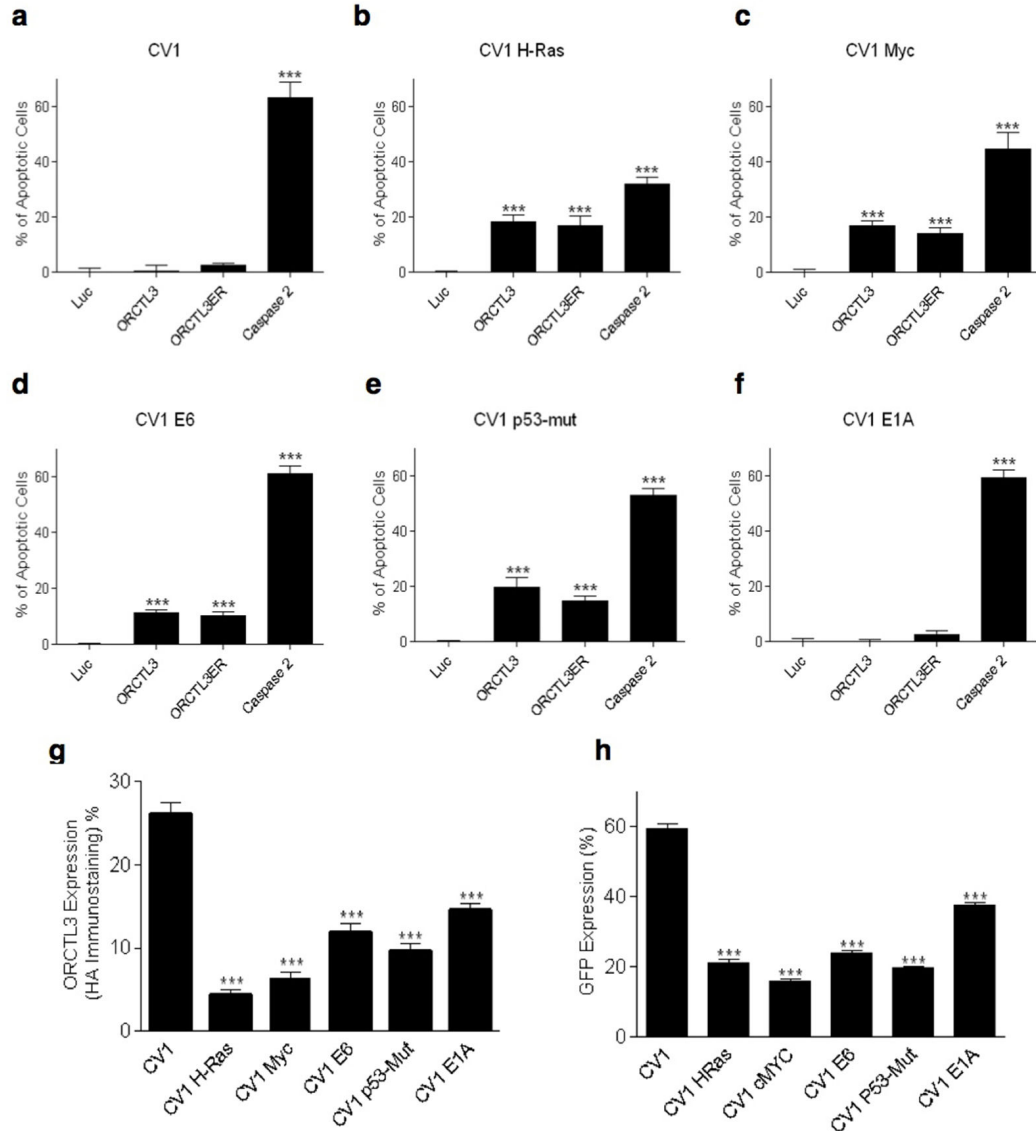 a
CV1
% of Apoptotic Cells
60
40
20
0
***
Luc
ORCTL3
ORCTL3ER
Caspase 2
b
CV1 H-Ras
% of Apoptotic Cells
60
40
20
0
***
***
***
Luc
ORCTL3
ORCTL3ER
Caspase 2
c
CV1 Myc
% of Apoptotic Cells
60
40
20
0
***
***
***
Luc
ORCTL3
ORCTL3ER
Caspase 2
d
CV1 E6
% of Apoptotic Cells
60
40
20
0
***
***
***
Luc
ORCTL3
ORCTL3ER
Caspase 2
e
CV1 p53-mut
% of Apoptotic Cells
60
40
20
0
***
***
***
Luc
ORCTL3
ORCTL3ER
Caspase 2
f
CV1 E1A
% of Apoptotic Cells
60
40
20
0
***
Luc
ORCTL3
ORCTL3ER
Caspase 2
g
ORCTL3 Expression
(HA Immunostaining) %
30
20
10
0
***
***
***
***
***
CV1
CV1 H-Ras
CV1 Myc
CV1 E6
CV1 p53-Mut
CV1 E1A
h
GFP Expression (%)
60
40
20
0
***
***
***
***
***
CV1
CV1 HRas
CV1 cMYC
CV1 E6
CV1 P53-Mut
CV1 E1A